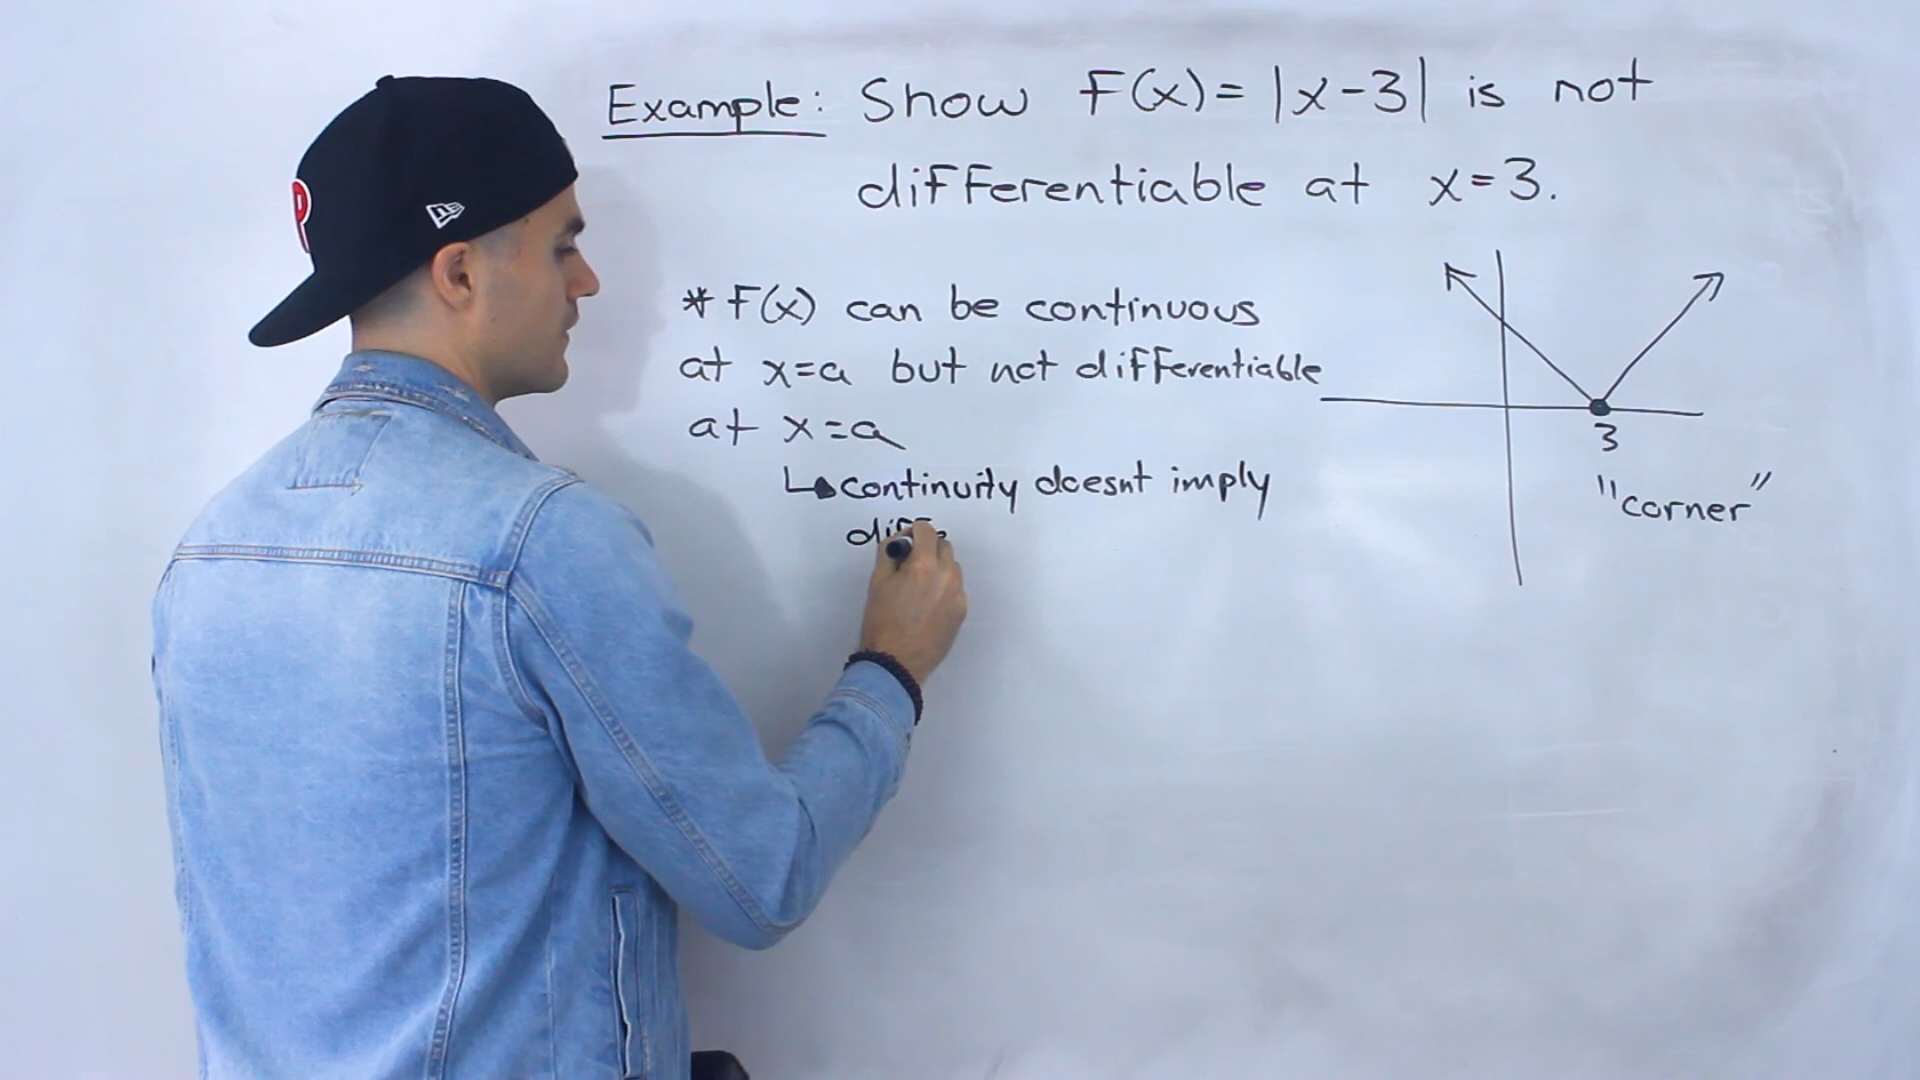 Example: Show F(x) = |x-3| is not
differentiable at x=3.
* F(x) can be continuous
at x=a but not differentiable
at x=a
continuity doesnt imply
diff
3
"corner"
P